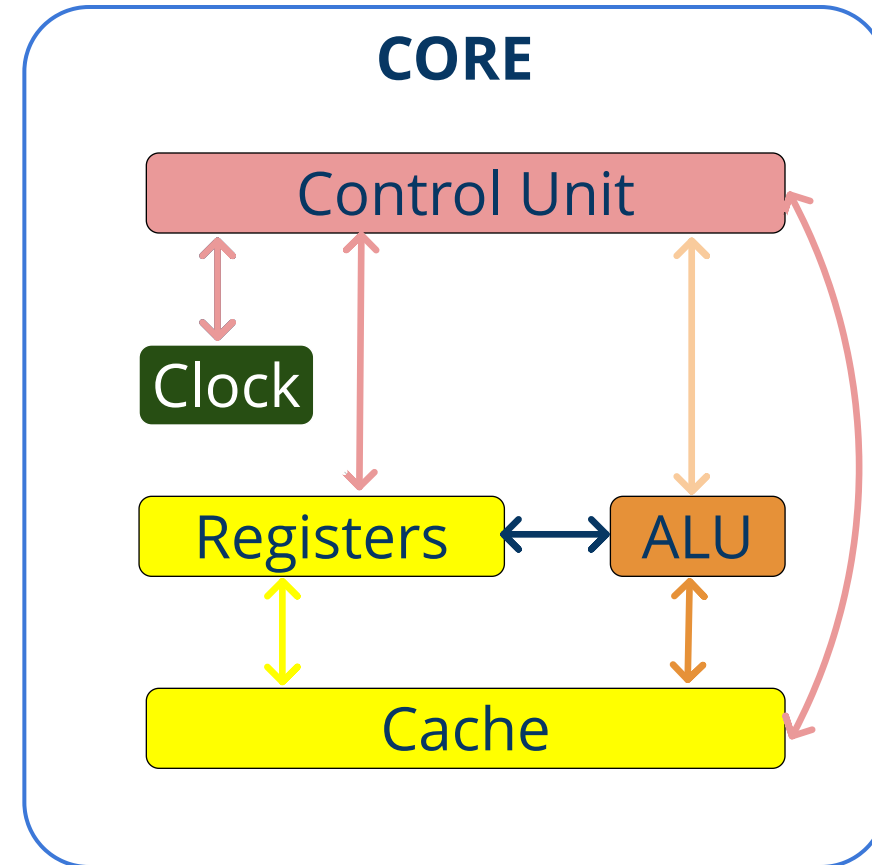 CORE
Control Unit
Clock
Registers
ALU
Cache